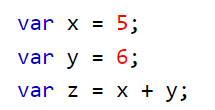 var x = 5;
var y = 6;
var z = x + y;